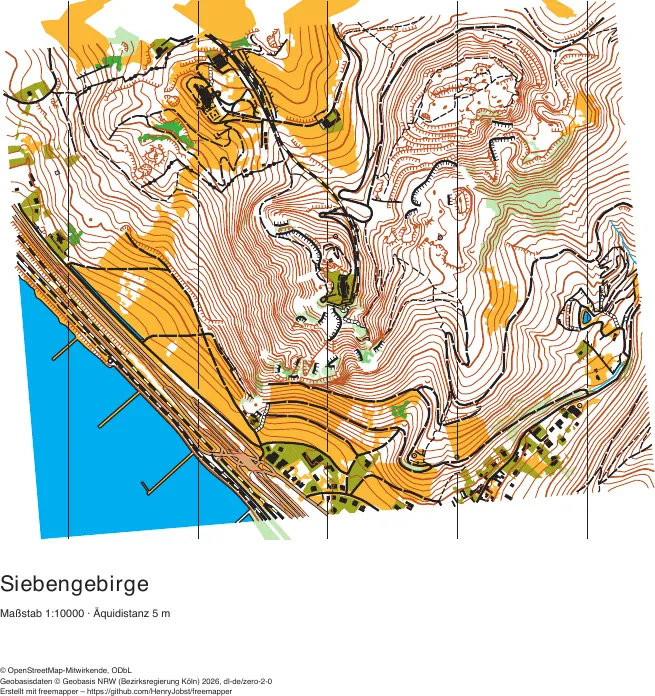 Siebengebirge
Maßstab 1:10000 · Äquidistanz 5 m
© OpenStreetMap-Mitwirkende, ODbL
Geobasisdaten © Geobasis NRW (Bezirksregierung Köln) 2026, dl-de/zero-2-0
Erstellt mit freemapper – https://github.com/HenryJobst/freemapper